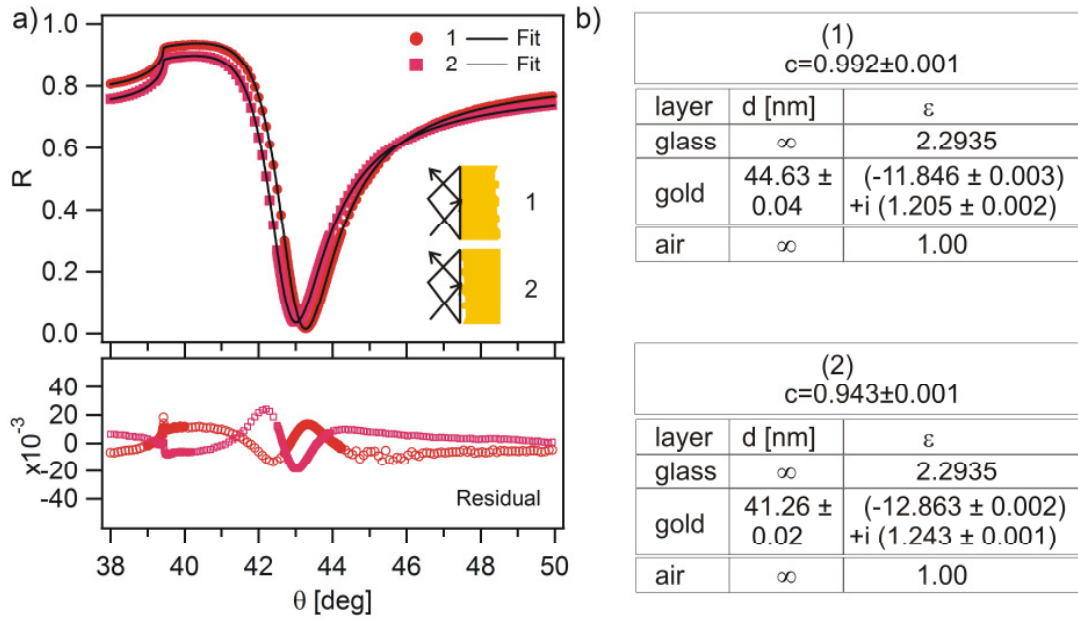 a)
R
1.0
0.8
0.6
0.4
0.2
0.0
1 Fit
2 Fit
1
2
x10⁻³
40
20
0
-20
-40
Residual
38 40 42 44 46 48 50
θ [deg]
b)
(1)
c=0.992±0.001
layer d [nm] ε
glass ∞ 2.2935
gold 44.63 ± 0.04 (-11.846 ± 0.003) +i (1.205 ± 0.002)
air ∞ 1.00
(2)
c=0.943±0.001
layer d [nm] ε
glass ∞ 2.2935
gold 41.26 ± 0.02 (-12.863 ± 0.002) +i (1.243 ± 0.001)
air ∞ 1.00